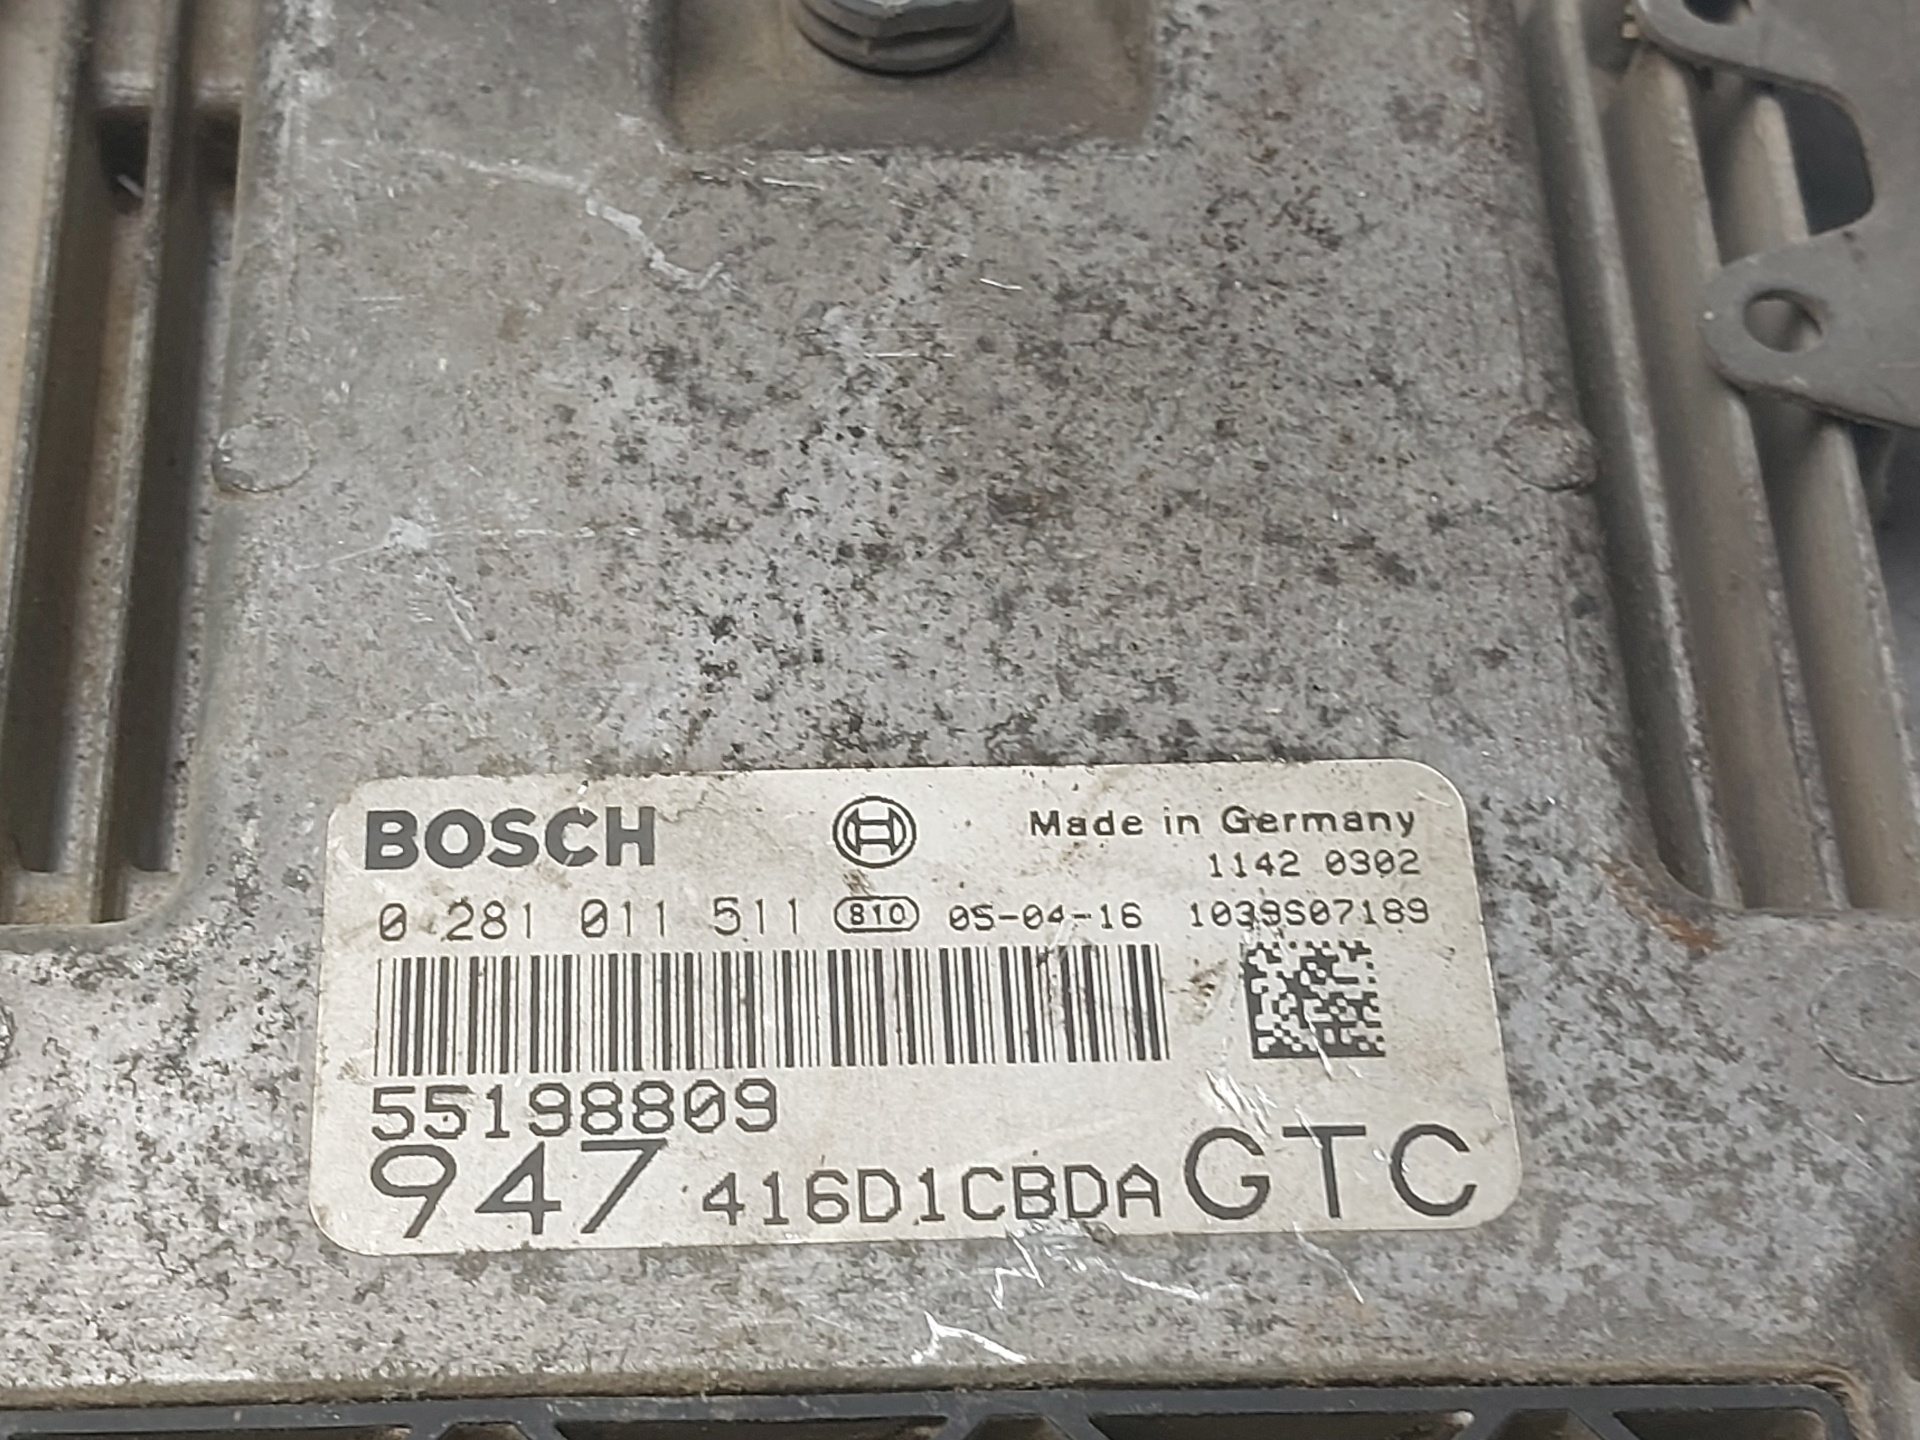 BOSCH Made in Germany
1142 0302
0 281 011 511 810 05-04-16 1039S07189
55198809
947 416D1CBDA GTC